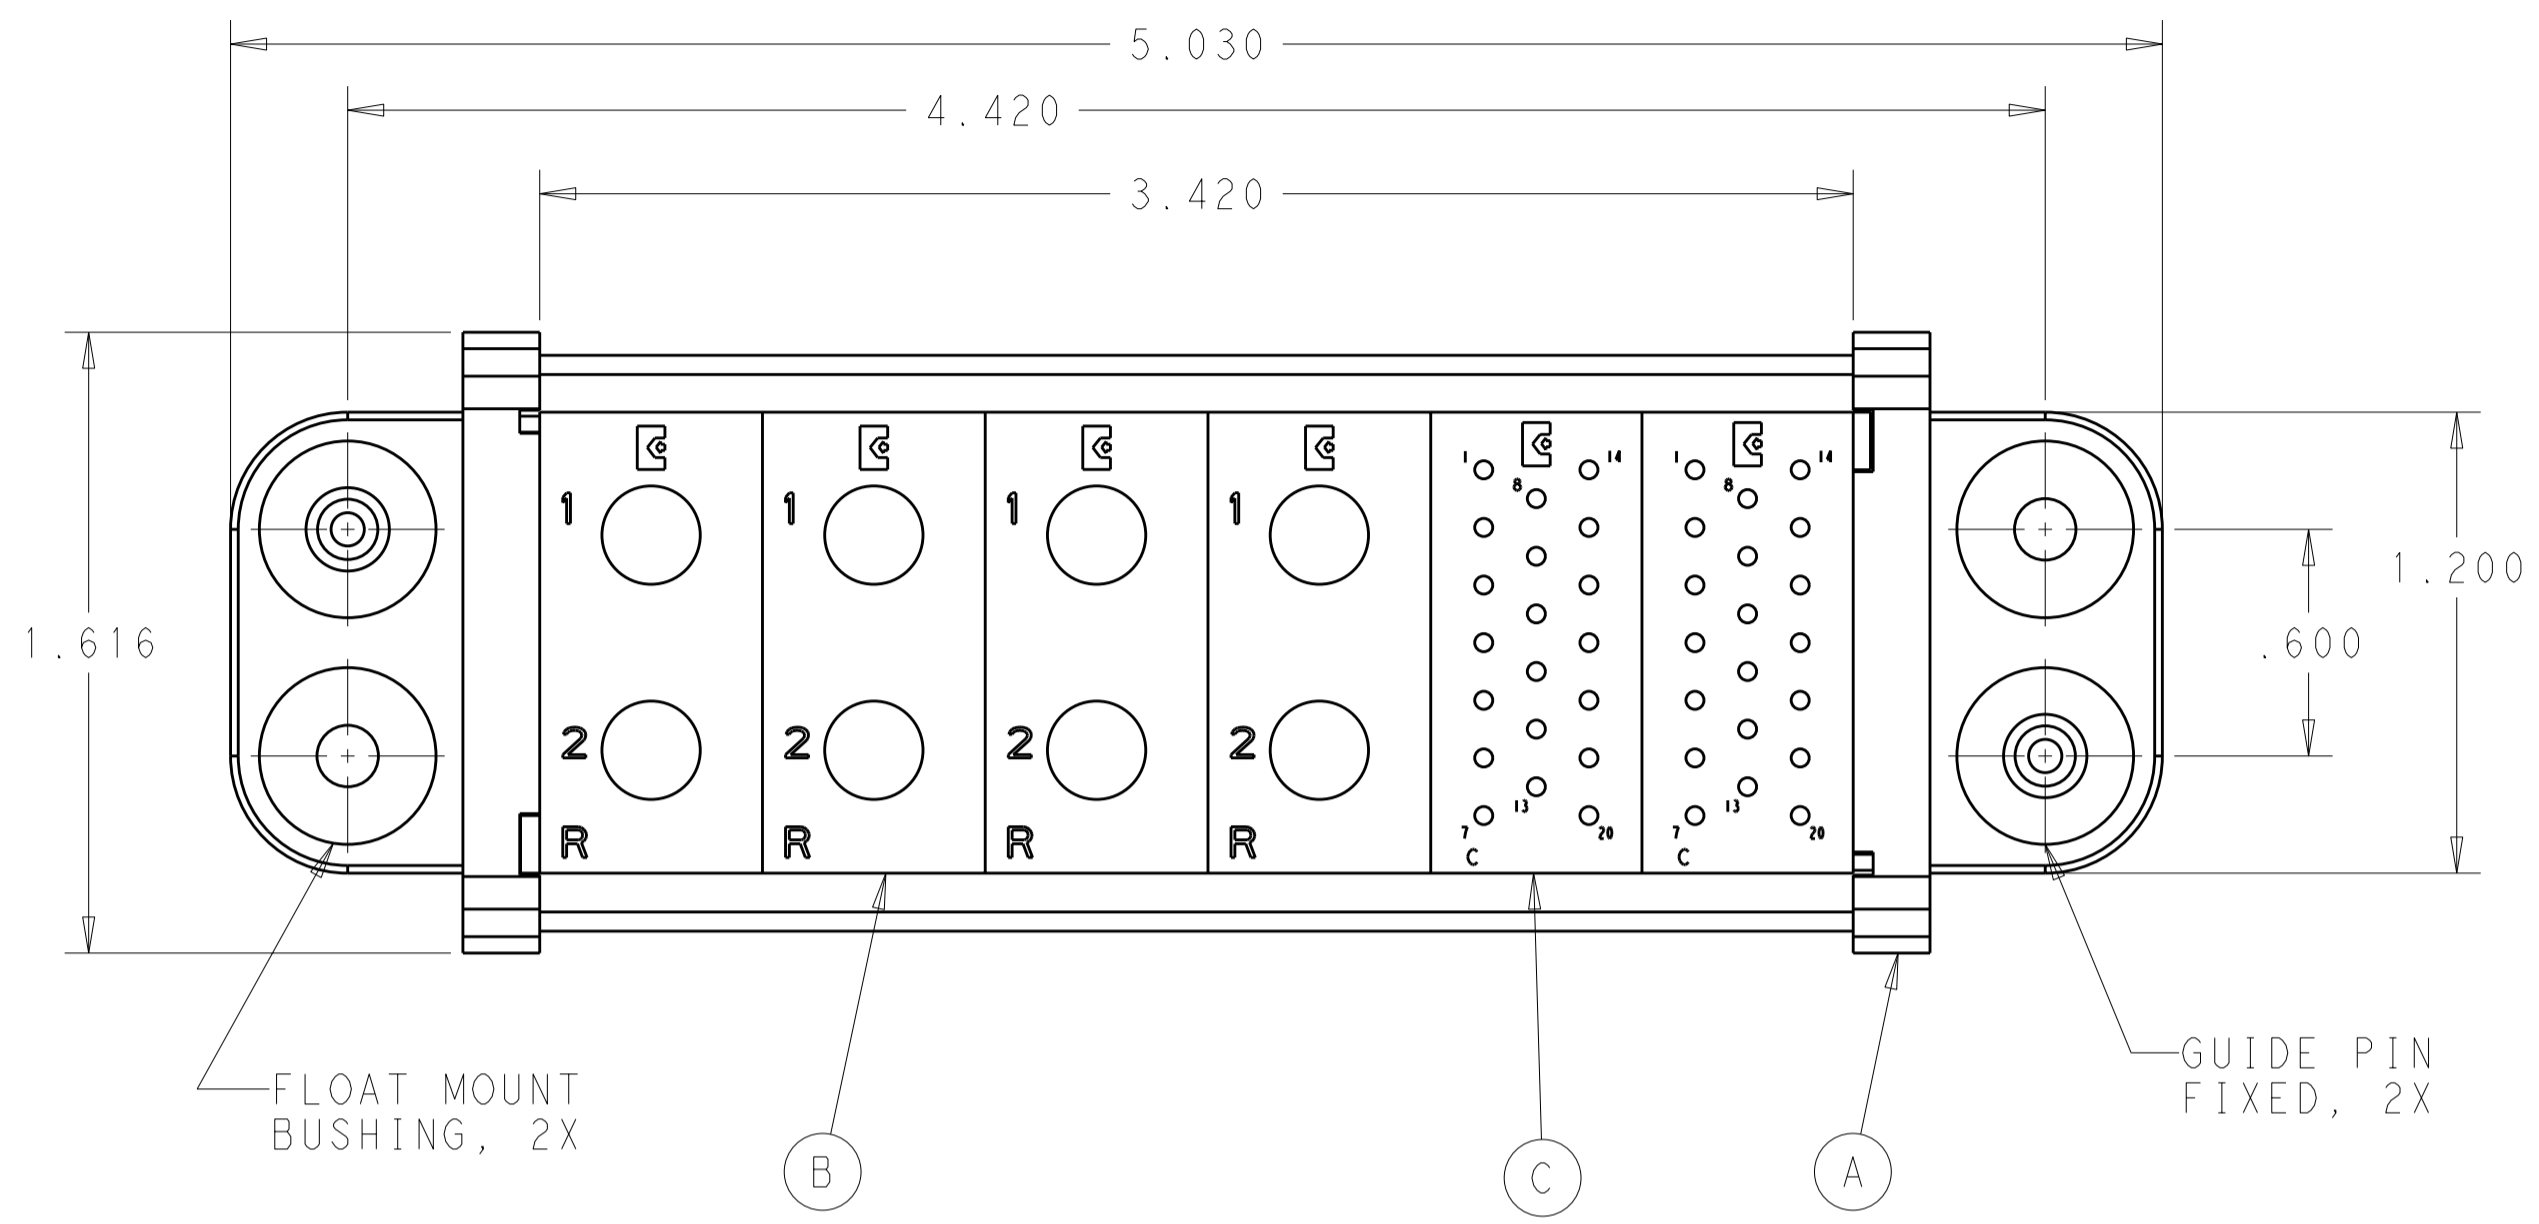 5.030
4.420
3.420
1 1 1 1 1 14 1 14
8 8
1.200
1.616
.600
2 2 2 2
13 13
7 20 7 20
R R R R C C
GUIDE PIN
FIXED, 2X
FLOAT MOUNT
BUSHING, 2X
B C A